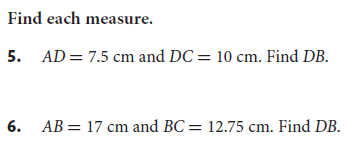 Find each measure.
5. AD = 7.5 cm and DC = 10 cm. Find DB.
6. AB = 17 cm and BC = 12.75 cm. Find DB.